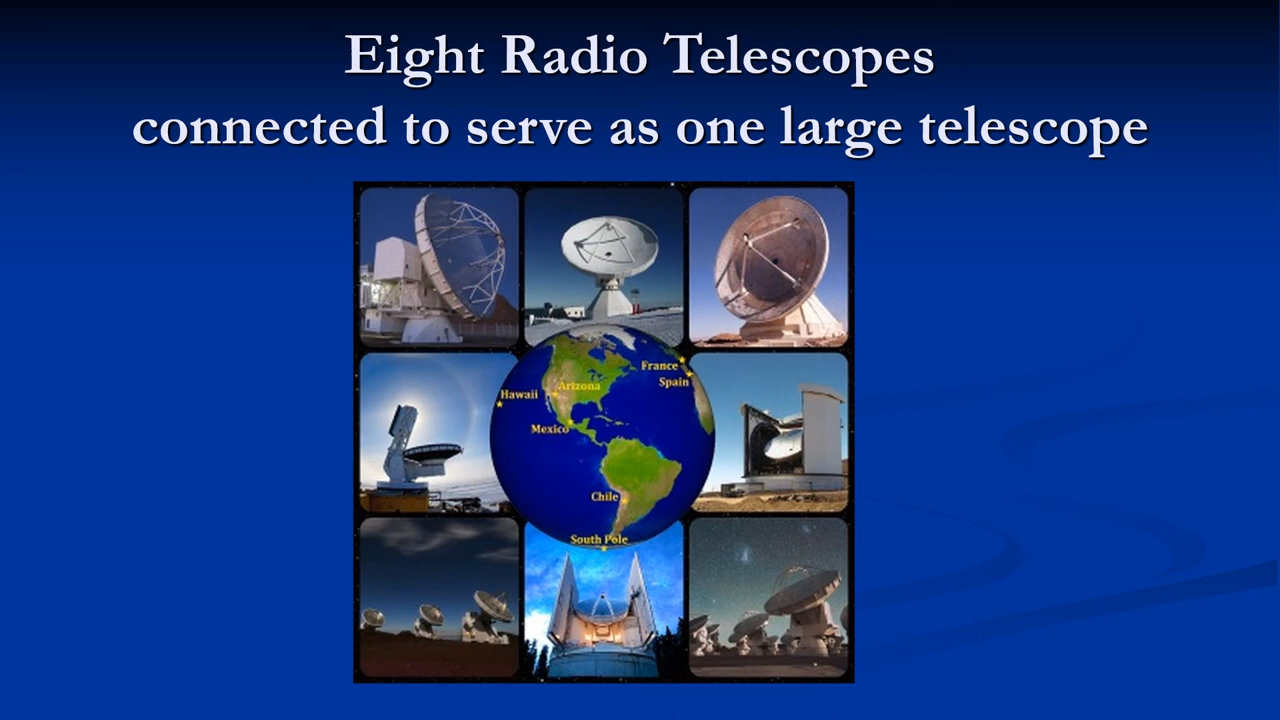 Eight Radio Telescopes
connected to serve as one large telescope
France
Spain
Arizona
Hawaii
Mexico
Chile
South Pole